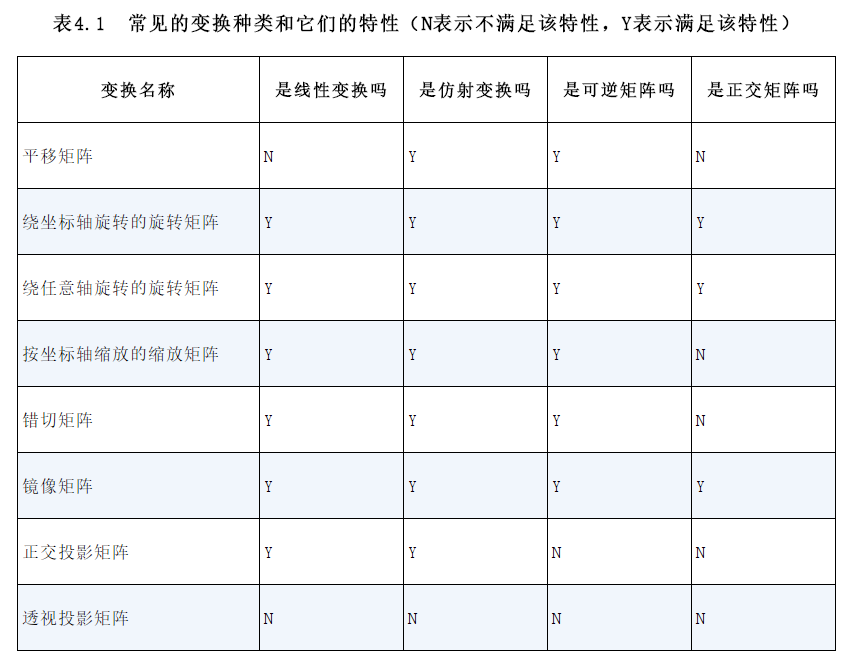 表4.1 常见的变换种类和它们的特性（N表示不满足该特性，Y表示满足该特性）
变换名称 是线性变换吗 是仿射变换吗 是可逆矩阵吗 是正交矩阵吗
平移矩阵 N Y Y N
绕坐标轴旋转的旋转矩阵 Y Y Y Y
绕任意轴旋转的旋转矩阵 Y Y Y Y
按坐标轴缩放的缩放矩阵 Y Y Y N
错切矩阵 Y Y Y N
镜像矩阵 Y Y Y Y
正交投影矩阵 Y Y N N
透视投影矩阵 N N N N